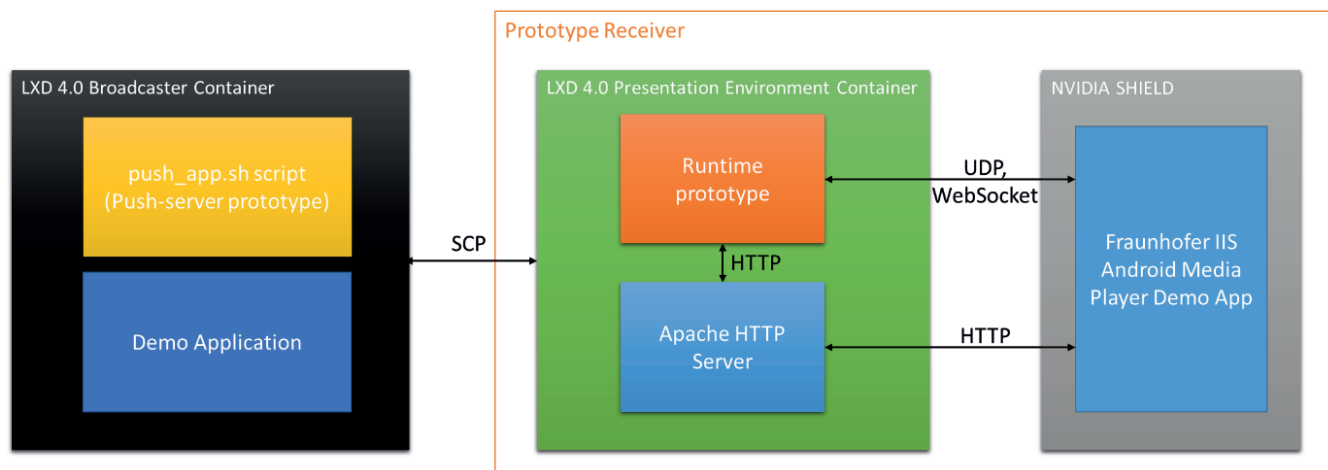 Prototype Receiver
LXD 4.0 Broadcaster Container
push_app.sh script
(Push-server prototype)
Demo Application
SCP
LXD 4.0 Presentation Environment Container
Runtime
prototype
HTTP
Apache HTTP
Server
UDP,
WebSocket
HTTP
NVIDIA SHIELD
Fraunhofer IIS
Android Media
Player Demo App